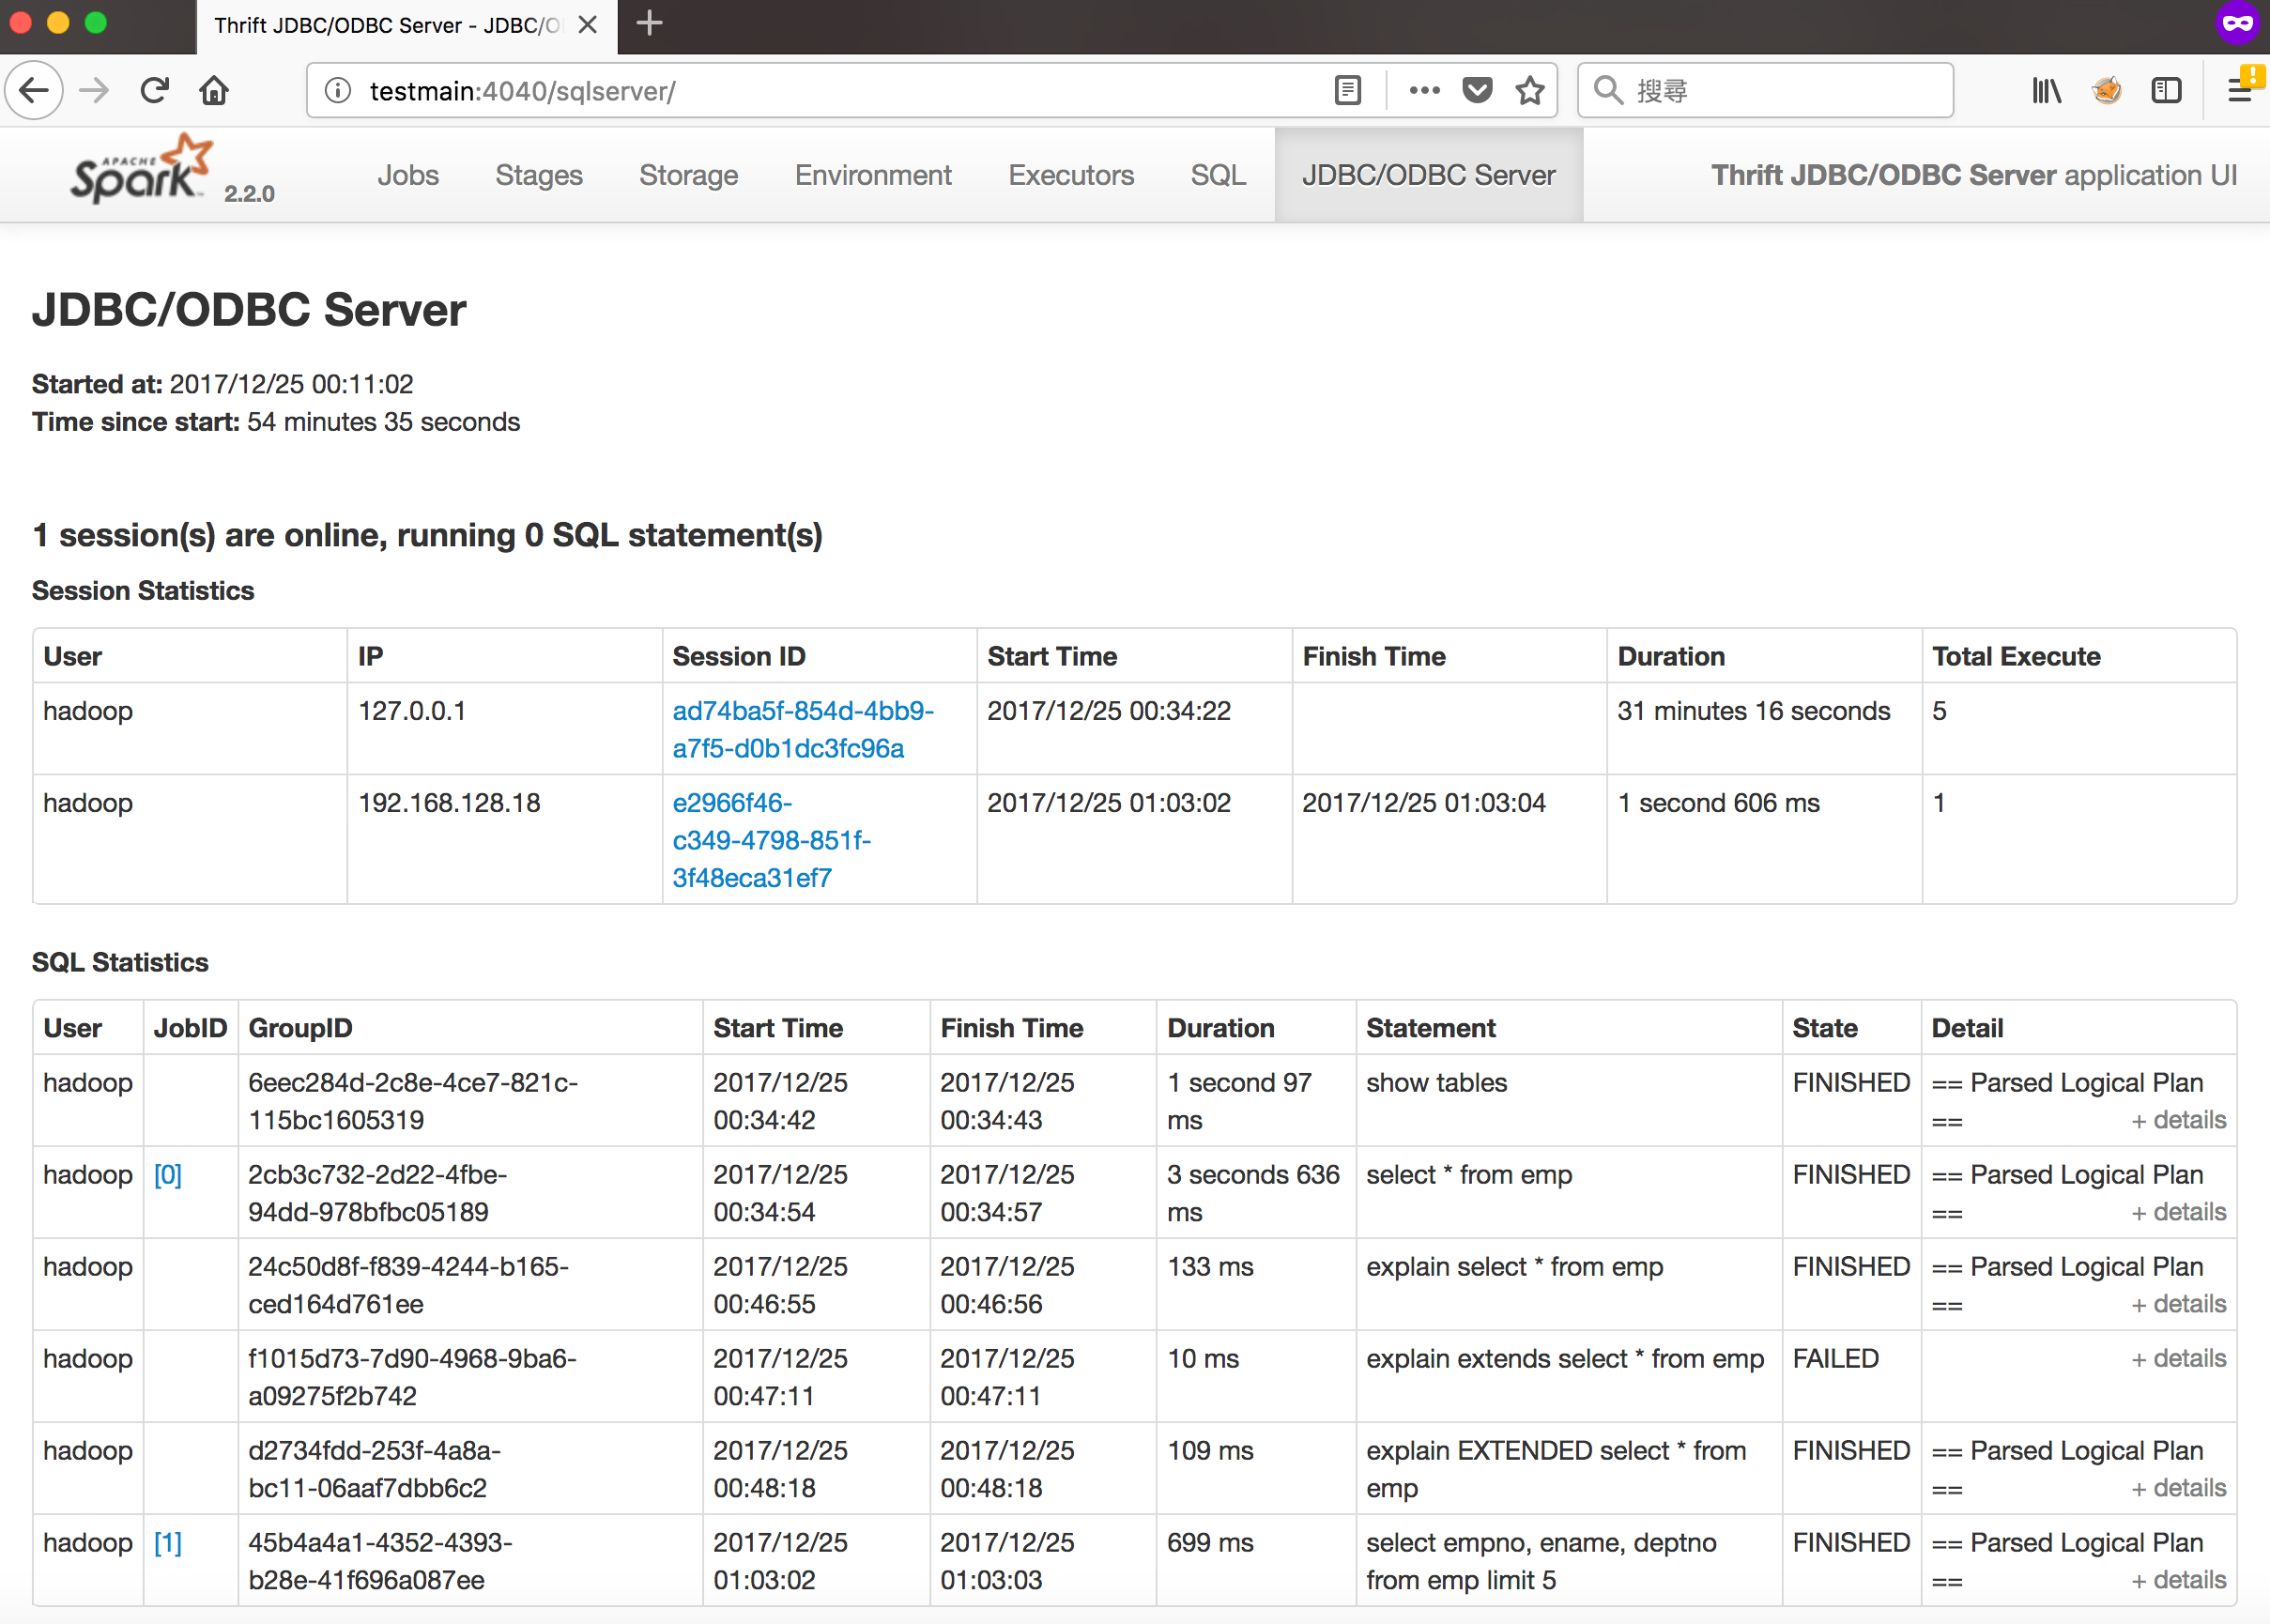 Thrift JDBC/ODBC Server - JDBC/O
testmain:4040/sqlserver/
搜尋
APACHE
Spark 2.2.0
Jobs Stages Storage Environment Executors SQL JDBC/ODBC Server Thrift JDBC/ODBC Server application UI
JDBC/ODBC Server
Started at: 2017/12/25 00:11:02
Time since start: 54 minutes 35 seconds
1 session(s) are online, running 0 SQL statement(s)
Session Statistics
User IP Session ID Start Time Finish Time Duration Total Execute
hadoop 127.0.0.1 ad74ba5f-854d-4bb9- 2017/12/25 00:34:22 31 minutes 16 seconds 5
a7f5-d0b1dc3fc96a
hadoop 192.168.128.18 e2966f46- 2017/12/25 01:03:02 2017/12/25 01:03:04 1 second 606 ms 1
c349-4798-851f-
3f48eca31ef7
SQL Statistics
User JobID GroupID Start Time Finish Time Duration Statement State Detail
hadoop 6eec284d-2c8e-4ce7-821c- 2017/12/25 2017/12/25 1 second 97 show tables FINISHED == Parsed Logical Plan
115bc1605319 00:34:42 00:34:43 ms == + details
hadoop [0] 2cb3c732-2d22-4fbe- 2017/12/25 2017/12/25 3 seconds 636 select * from emp FINISHED == Parsed Logical Plan
94dd-978bfbc05189 00:34:54 00:34:57 ms == + details
hadoop 24c50d8f-f839-4244-b165- 2017/12/25 2017/12/25 133 ms explain select * from emp FINISHED == Parsed Logical Plan
ced164d761ee 00:46:55 00:46:56 == + details
hadoop f1015d73-7d90-4968-9ba6- 2017/12/25 2017/12/25 10 ms explain extends select * from emp FAILED + details
a09275f2b742 00:47:11 00:47:11
hadoop d2734fdd-253f-4a8a- 2017/12/25 2017/12/25 109 ms explain EXTENDED select * from FINISHED == Parsed Logical Plan
bc11-06aaf7dbb6c2 00:48:18 00:48:18 emp == + details
hadoop [1] 45b4a4a1-4352-4393- 2017/12/25 2017/12/25 699 ms select empno, ename, deptno FINISHED == Parsed Logical Plan
b28e-41f696a087ee 01:03:02 01:03:03 from emp limit 5 == + details